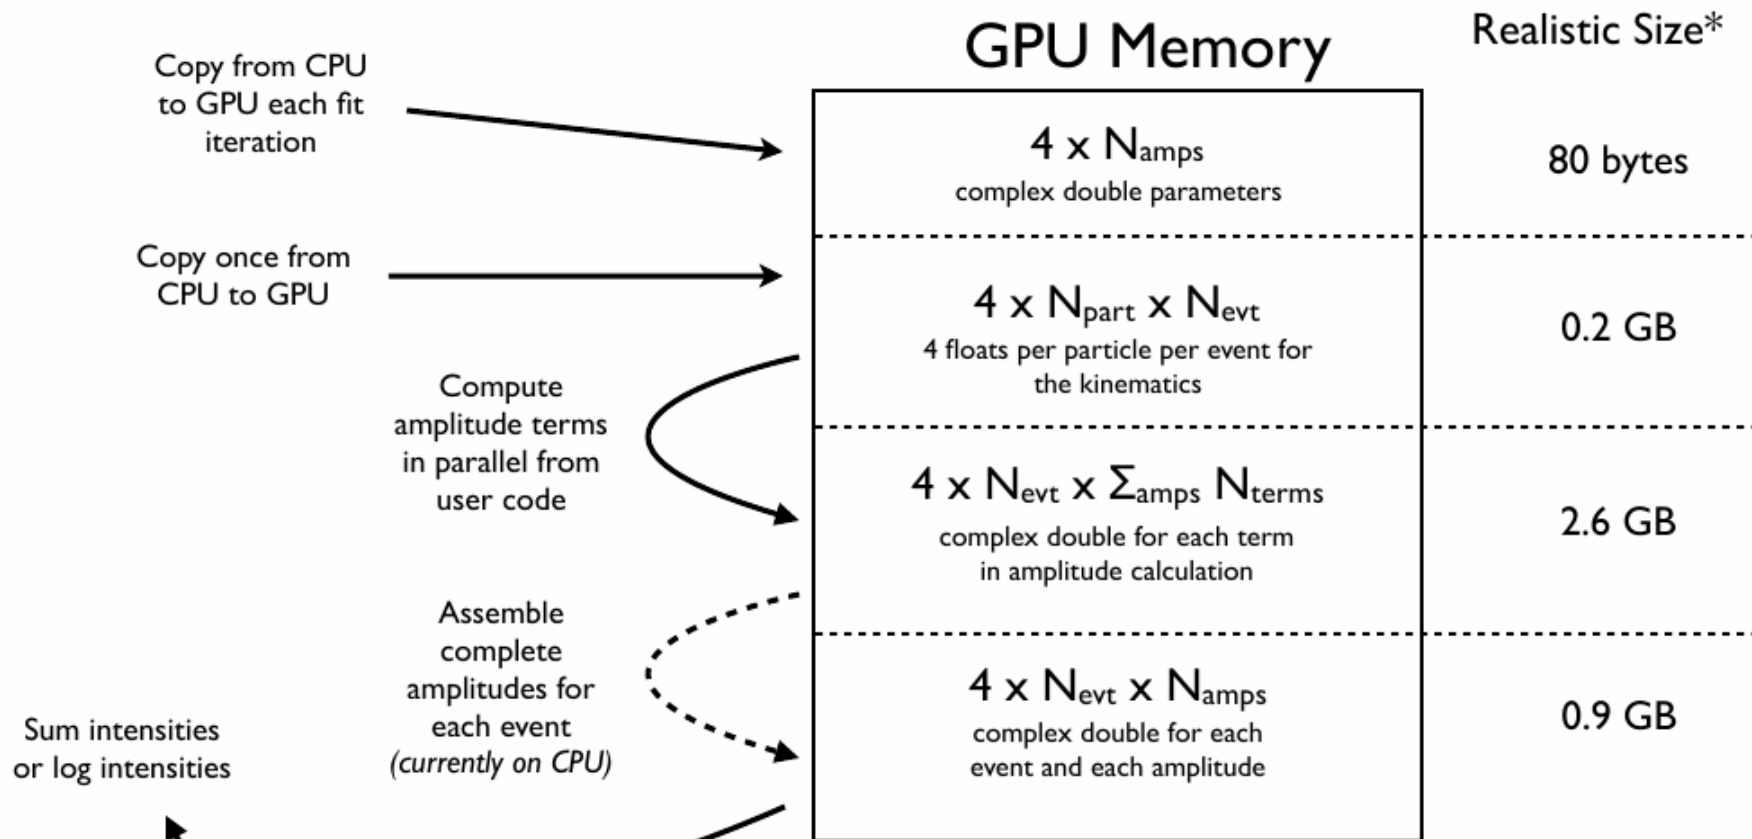 GPU Memory
Realistic Size*
Copy from CPU
to GPU each fit
iteration
4 x Namps
complex double parameters
80 bytes
Copy once from
CPU to GPU
4 x Npart x Nevt
4 floats per particle per event for
the kinematics
0.2 GB
Compute
amplitude terms
in parallel from
user code
4 x Nevt x Σamps Nterms
complex double for each term
in amplitude calculation
2.6 GB
Assemble
complete
amplitudes for
each event
(currently on CPU)
4 x Nevt x Namps
complex double for each
event and each amplitude
0.9 GB
Sum intensities
or log intensities